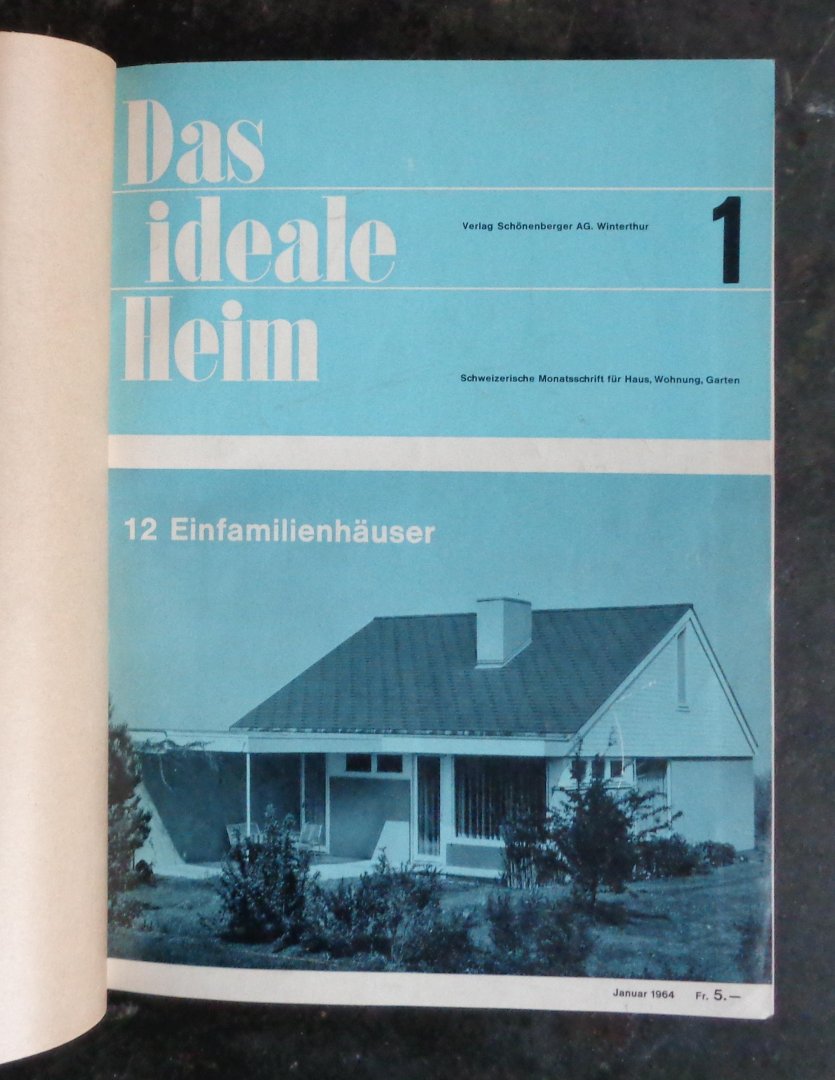 Das
ideale
Verlag Schönenberger AG. Winterthur
1
Heim
Schweizerische Monatsschrift für Haus, Wohnung, Garten
12 Einfamilienhäuser
Januar 1964 Fr. 5.—